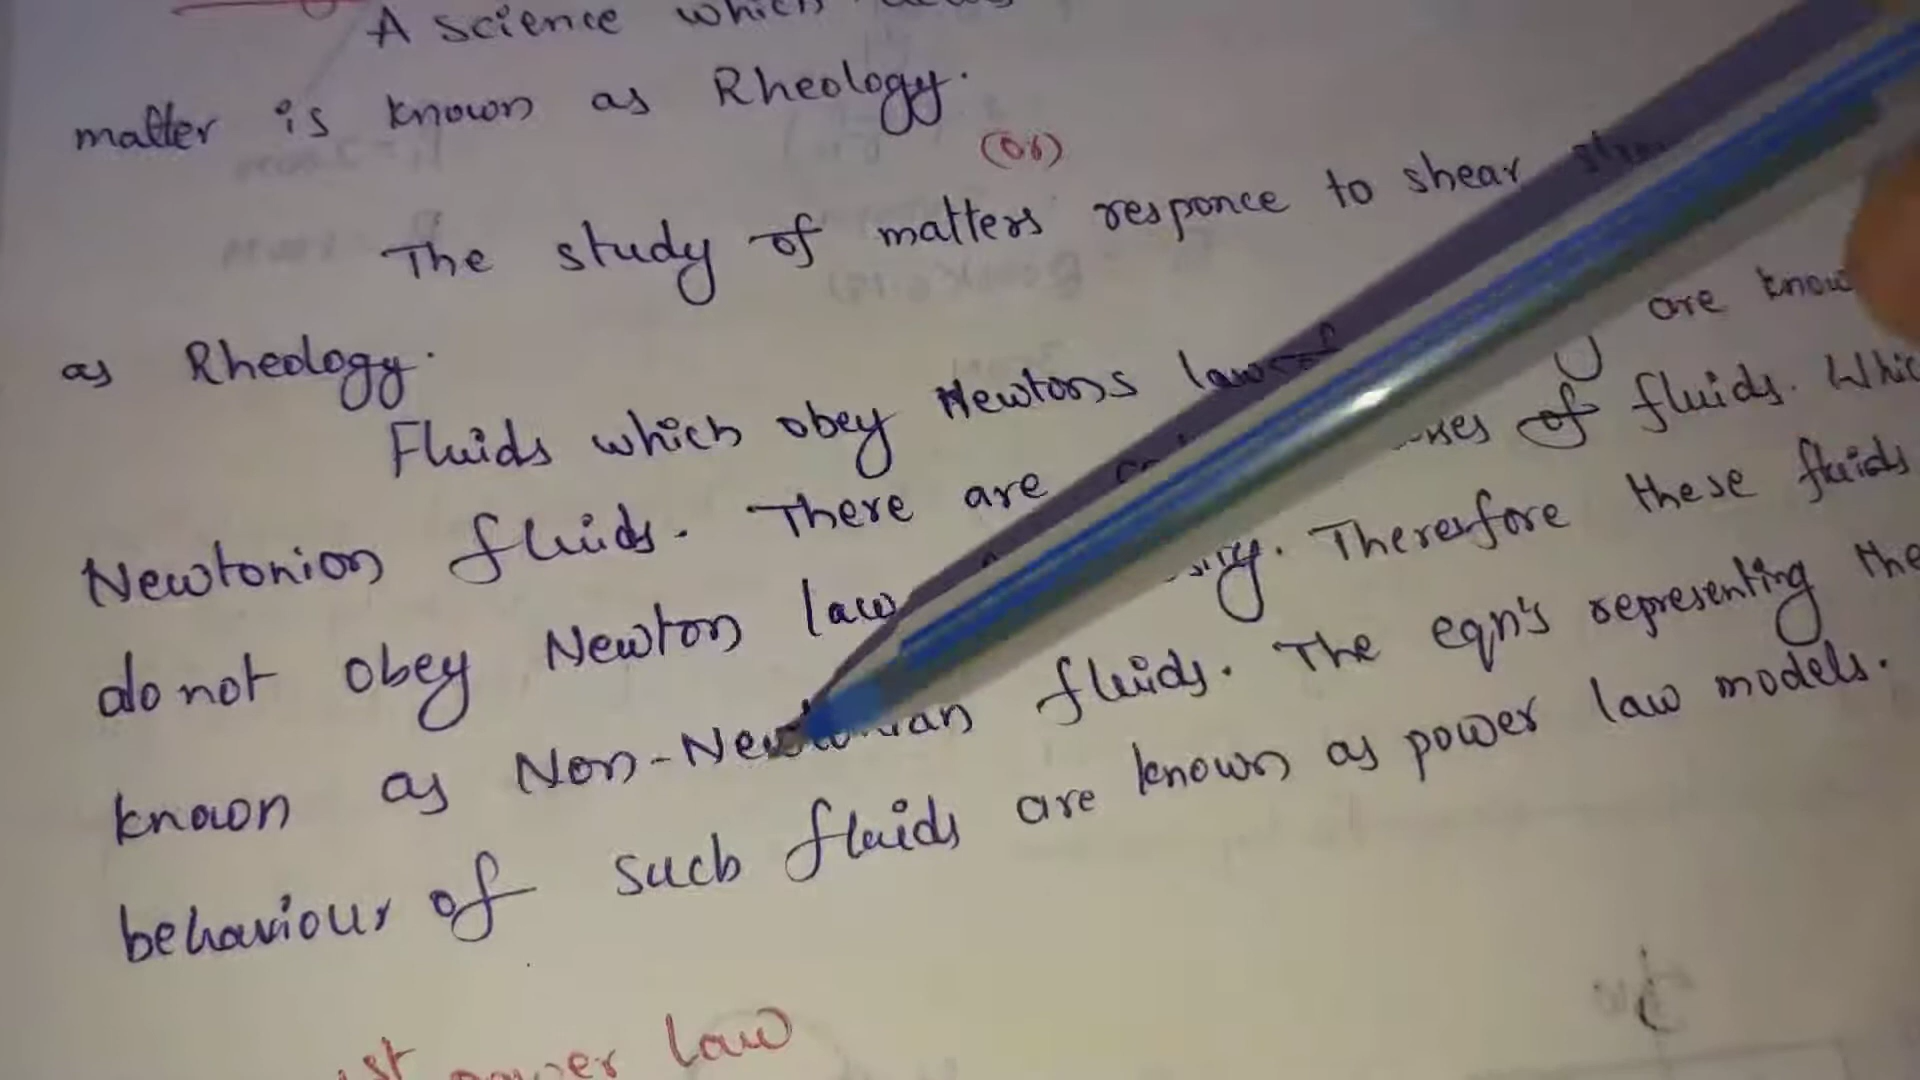 A science which
matter is known as Rheology.
(Or)
The study of matters responce to shear
as Rheology.
Fluids which obey Newtons law of are know
Newtonion fluids. There are of fluids. Whic
do not obey Newton law Therefore these fluids
known as Non-Newtonian fluids. The eqn's representing the
behaviour of such fluids are known as power law models.
power law